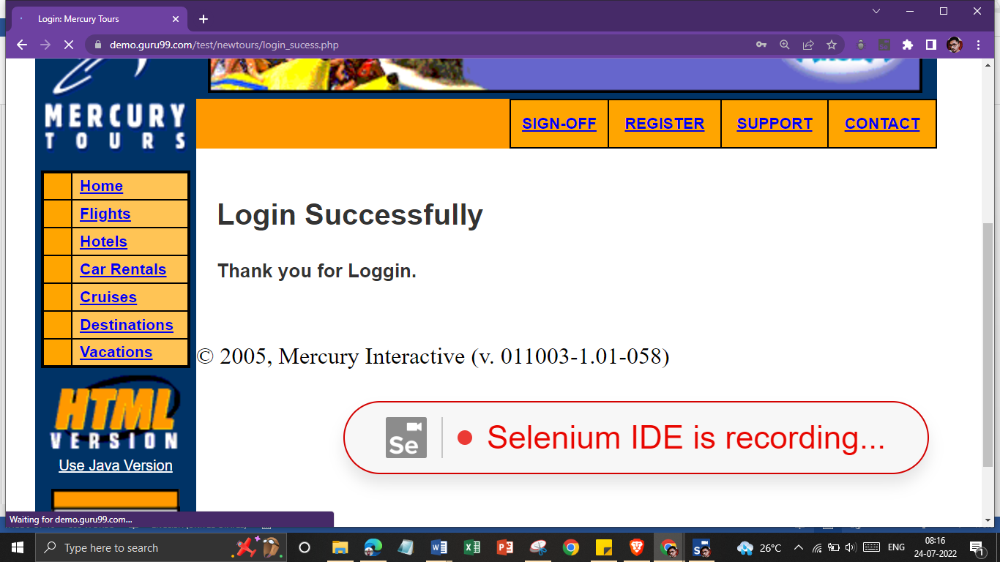 Login: Mercury Tours
demo.guru99.com/test/newtours/login_sucess.php
MERCURY
TOURS
SIGN-OFF REGISTER SUPPORT CONTACT
Home
Flights
Hotels
Car Rentals
Cruises
Destinations
Vacations
Login Successfully
Thank you for Loggin.
© 2005, Mercury Interactive (v. 011003-1.01-058)
HTML
VERSION
Use Java Version
Se Selenium IDE is recording...
Waiting for demo.guru99.com...
Type here to search
26°C
ENG
08:16
24-07-2022
1